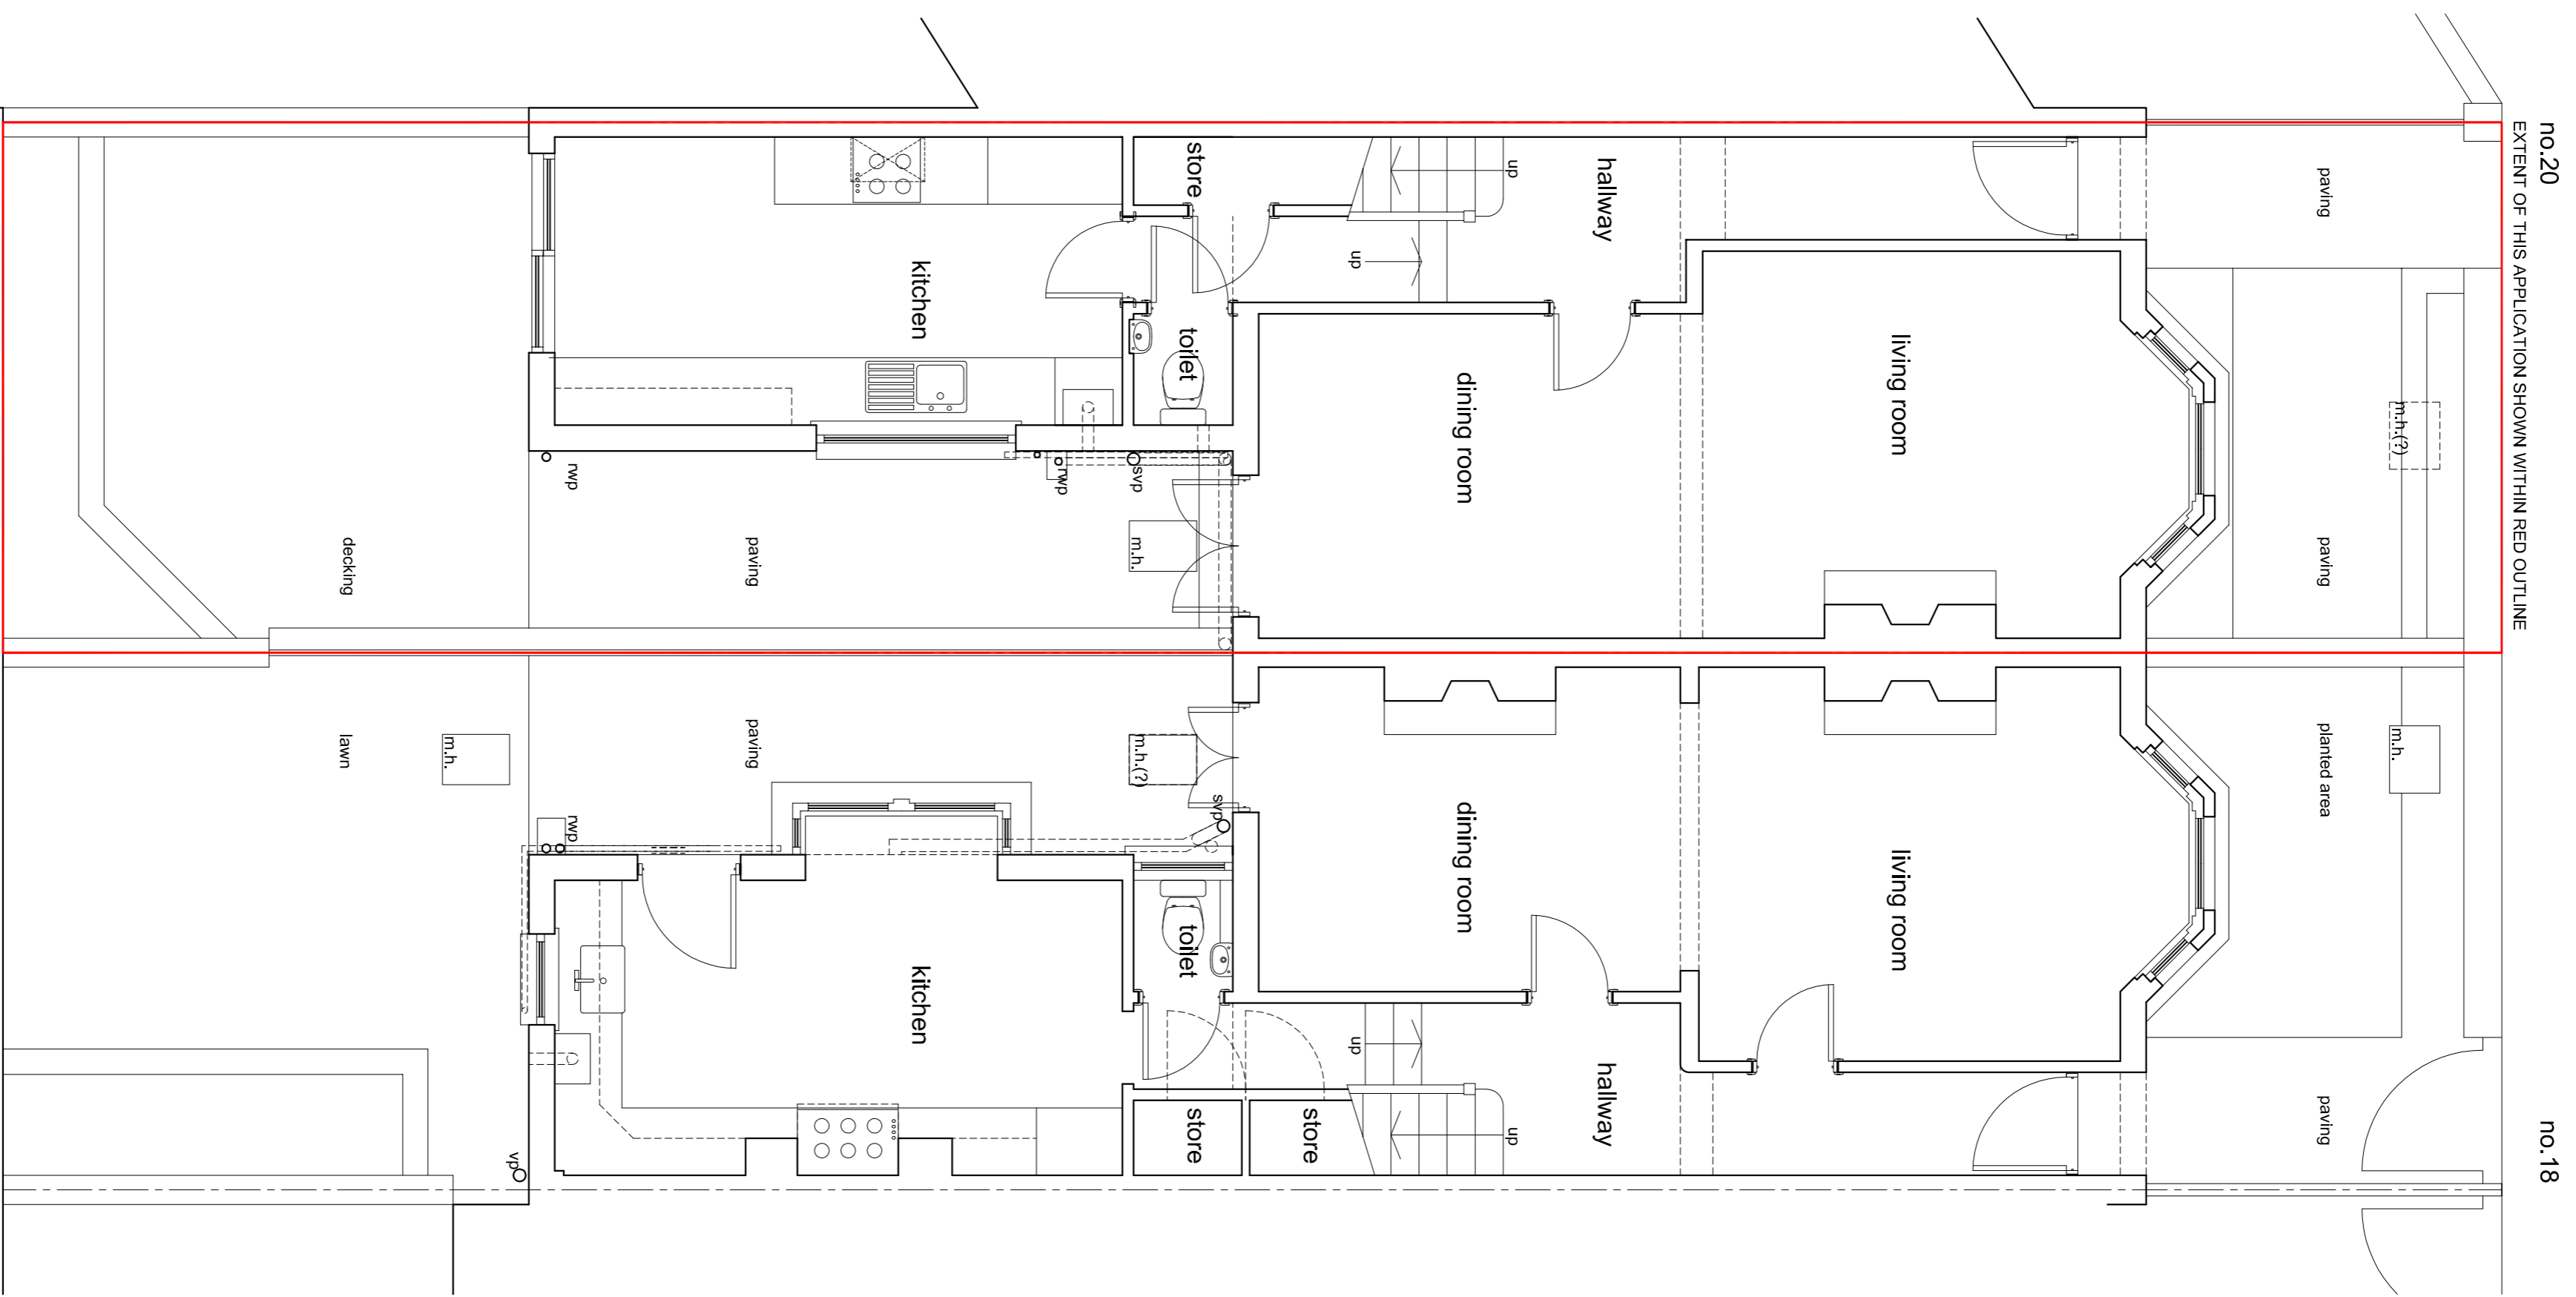 no.20
EXTENT OF THIS APPLICATION SHOWN WITHIN RED OUTLINE
no.18
paving
m.h.(?)
paving
m.h.
planted area
paving
living room
living room
hallway
hallway
up
up
up
up
dining room
dining room
store
toilet
svp
m.h.
m.h.(?)
svp
toilet
store
store
rwp
kitchen
paving
paving
kitchen
rwp
rwp
vp
m.h.
decking
lawn